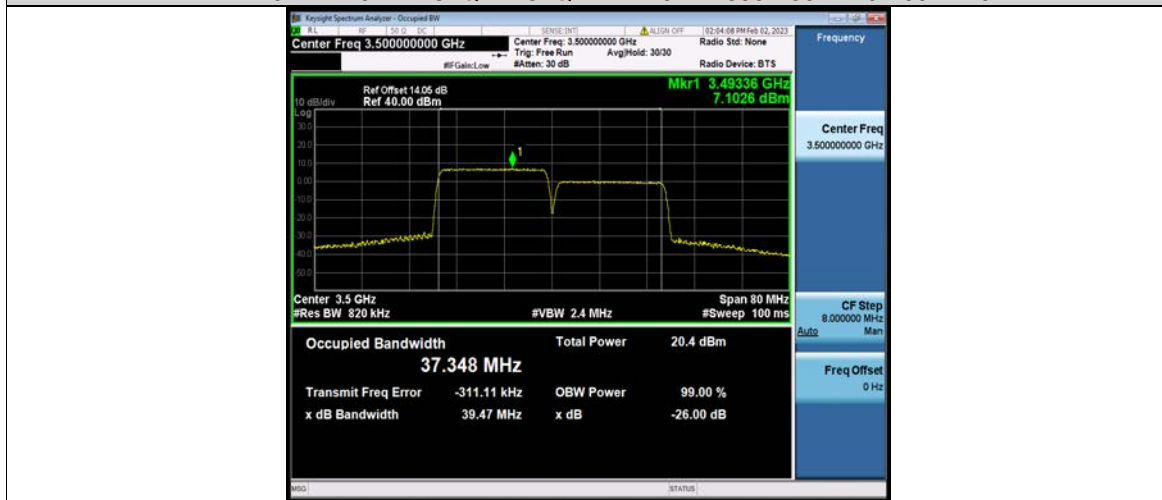 Keysight Spectrum Analyzer - Occupied BW
RL RF 50 Ω DC SENSE:INT ALIGN OFF 02:04:08 PM Feb 02, 2023
Center Freq 3.500000000 GHz
Center Freq: 3.500000000 GHz
Radio Std: None
Trig: Free Run Avg|Hold: 30/30
#IFGain:Low #Atten: 30 dB Radio Device: BTS
Frequency
Ref Offset 14.05 dB
Mkr1 3.49336 GHz
10 dB/div Ref 40.00 dBm 7.1026 dBm
Log
30.0
20.0
10.0
0.00
-10.0
-20.0
-30.0
-40.0
-50.0
1
Center 3.5 GHz Span 80 MHz
#Res BW 820 kHz #VBW 2.4 MHz #Sweep 100 ms
Center Freq
3.500000000 GHz
CF Step
8.000000 MHz
Auto Man
Freq Offset
0 Hz
Occupied Bandwidth Total Power 20.4 dBm
37.348 MHz
Transmit Freq Error -311.11 kHz OBW Power 99.00 %
x dB Bandwidth 39.47 MHz x dB -26.00 dB
MSG STATUS